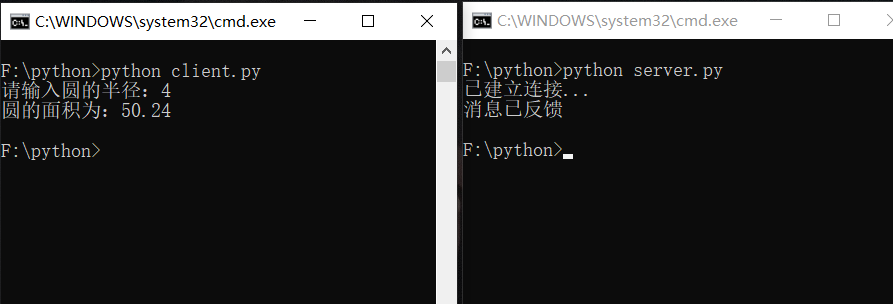 C:\WINDOWS\system32\cmd.exe
F:\python>python client.py
请输入圆的半径：4
圆的面积为：50.24
F:\python>
C:\WINDOWS\system32\cmd.exe
F:\python>python server.py
已建立连接...
消息已反馈
F:\python>